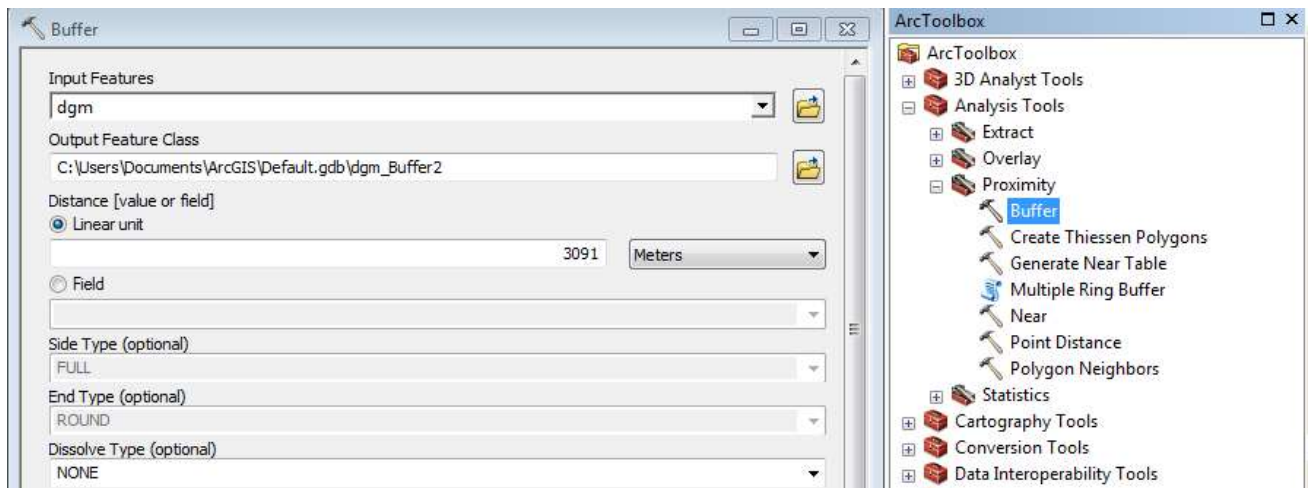 Buffer
Input Features
dgm
Output Feature Class
C:\Users\Documents\ArcGIS\Default.gdb\dgm_Buffer2
Distance [value or field]
Linear unit
3091 Meters
Field
Side Type (optional)
FULL
End Type (optional)
ROUND
Dissolve Type (optional)
NONE
ArcToolbox
ArcToolbox
3D Analyst Tools
Analysis Tools
Extract
Overlay
Proximity
Buffer
Create Thiessen Polygons
Generate Near Table
Multiple Ring Buffer
Near
Point Distance
Polygon Neighbors
Statistics
Cartography Tools
Conversion Tools
Data Interoperability Tools